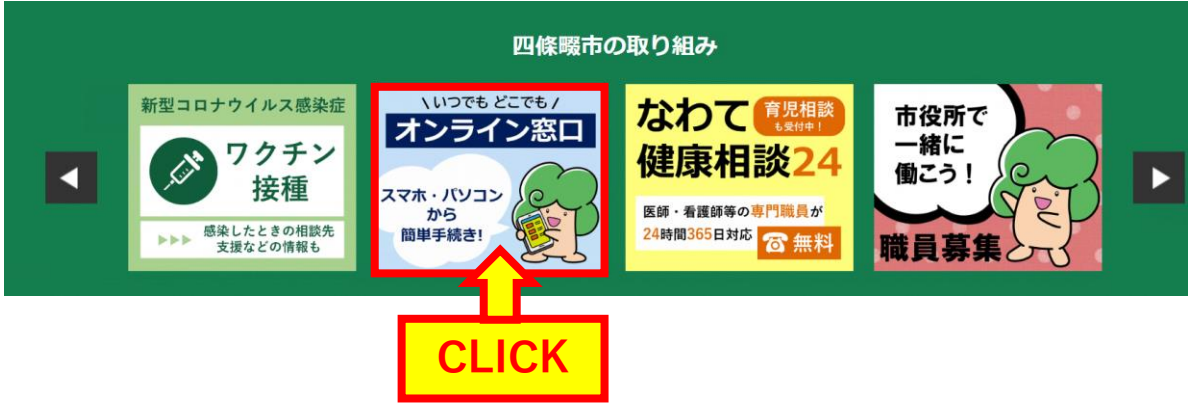 四條畷市の取り組み
新型コロナウイルス感染症
ワクチン
接種
▶▶▶ 感染したときの相談先
支援などの情報も
\ いつでも どこでも /
オンライン窓口
スマホ・パソコン
から
簡単手続き!
なわて
育児相談
も受付中！
健康相談24
医師・看護師等の専門職員が
24時間365日対応
☎無料
市役所で
一緒に
働こう！
職員募集
CLICK